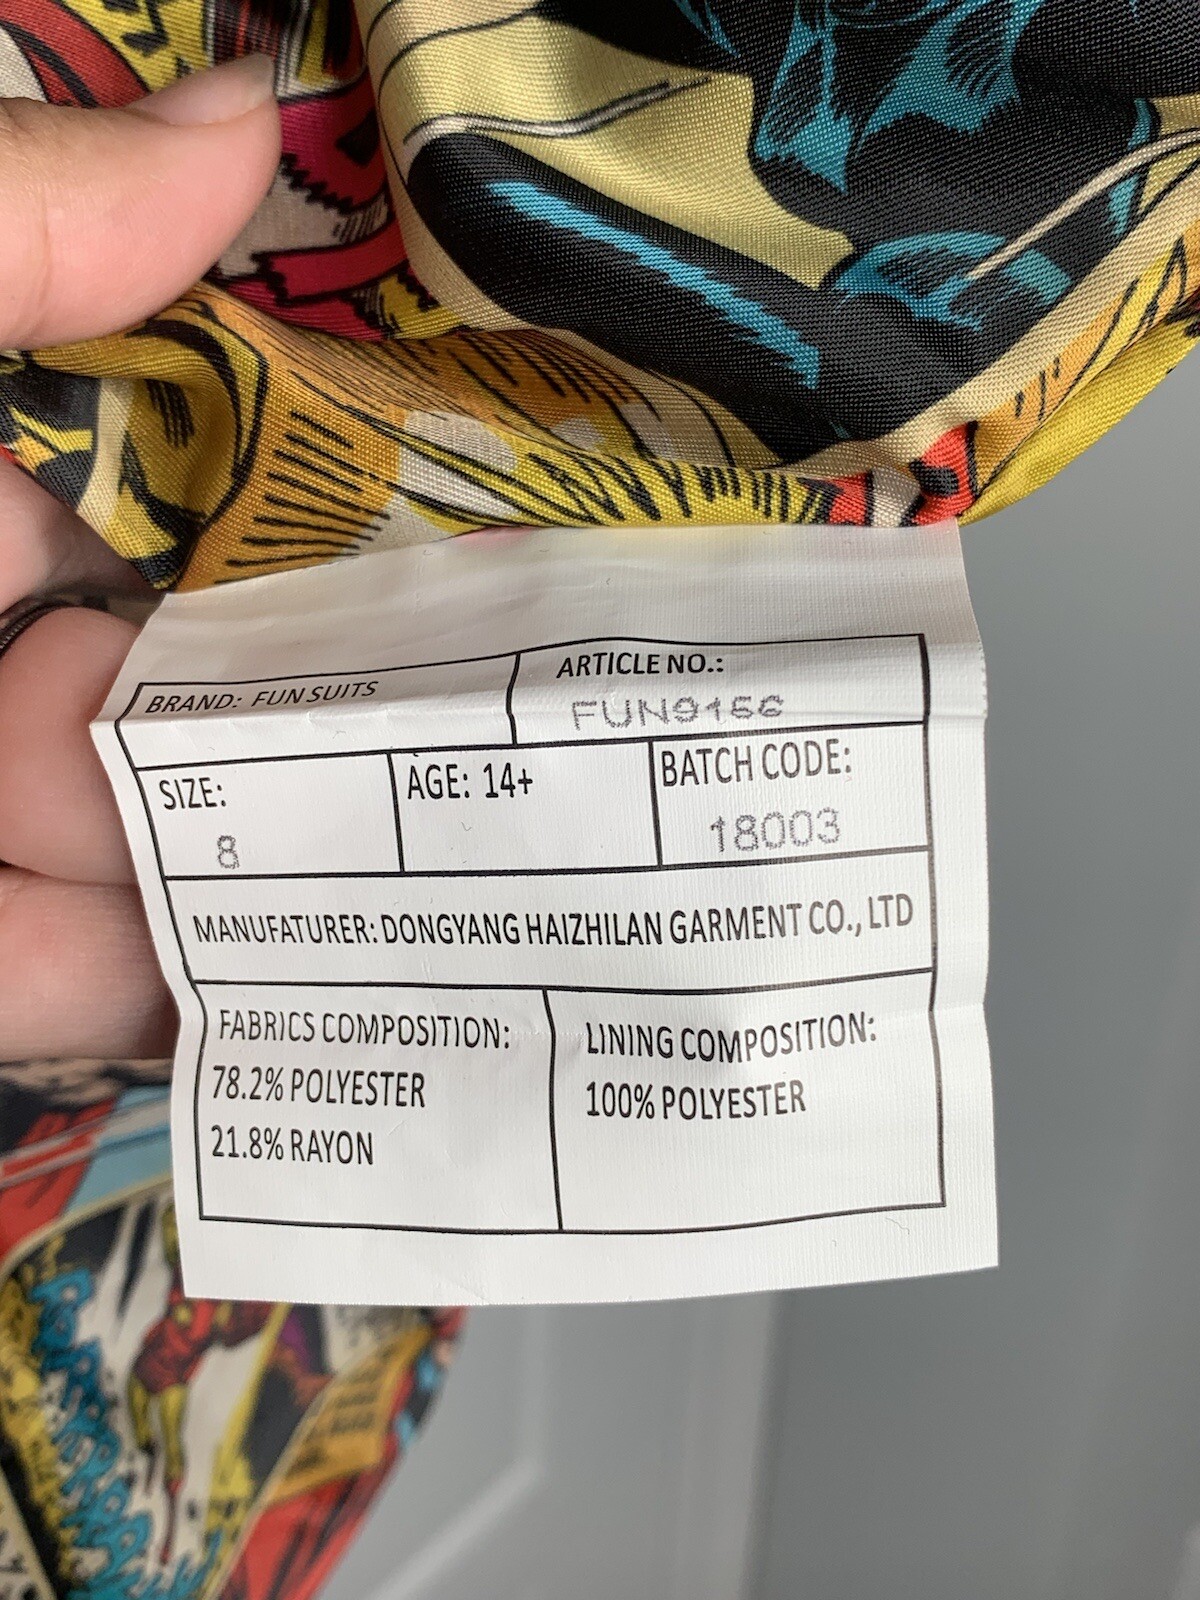 BRAND: FUN SUITS
ARTICLE NO.:
FUN9156
SIZE:
8
AGE: 14+
BATCH CODE:
18003
MANUFATURER: DONGYANG HAIZHILAN GARMENT CO., LTD
FABRICS COMPOSITION:
78.2% POLYESTER
21.8% RAYON
LINING COMPOSITION:
100% POLYESTER